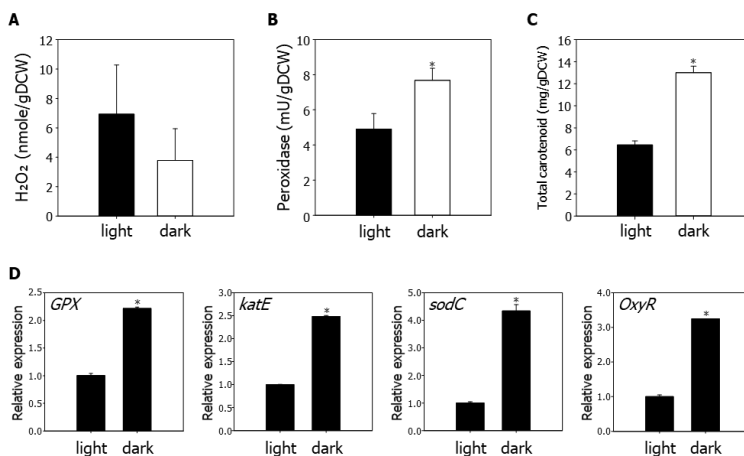 A
H₂O₂ (nmole/gDCW)
12
10
8
6
4
2
0
light dark
B
Peroxidase (mU/gDCW)
10
8
6
4
2
0
*
light dark
C
Total carotenoid (mg/gDCW)
16
14
12
10
8
6
4
2
0
*
light dark
D
Relative expression
2.5
2.0
1.5
1.0
0.5
0.0
GPX
*
light dark
Relative expression
3.0
2.5
2.0
1.5
1.0
0.5
0.0
katE
*
light dark
Relative expression
5.0
4.0
3.0
2.0
1.0
0.0
sodC
*
light dark
Relative expression
4.0
3.0
2.0
1.0
0.0
OxyR
*
light dark